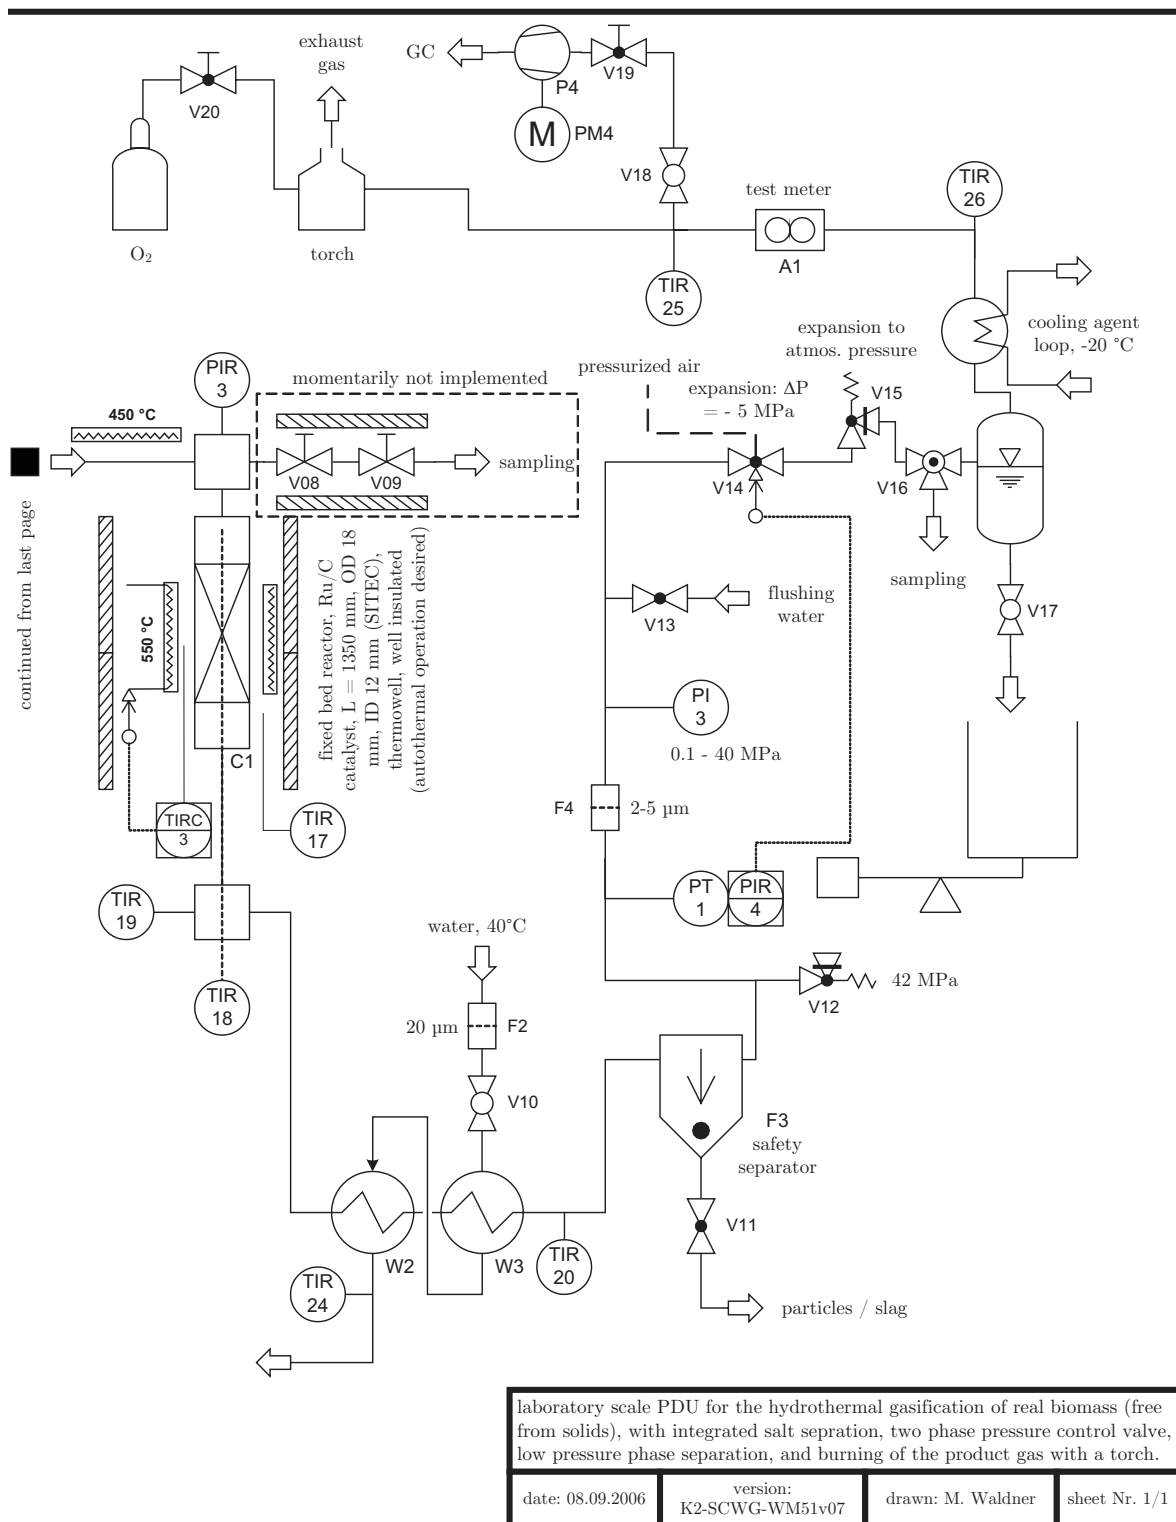 exhaust
gas
GC
V19
P4
V20
M
PM4
V18
test meter
TIR
26
O2
torch
A1
TIR
25
cooling agent
loop, -20 °C
expansion to
atmos. pressure
pressurized air
PIR
3
momentarily not implemented
expansion: ΔP
= - 5 MPa
V15
450 °C
sampling
V08
V09
V14
V16
continued from last page
sampling
550 °C
fixed bed reactor, Ru/C
catalyst, L = 1350 mm, OD 18
mm, ID 12 mm (SITEC),
thermowell, well insulated
(autothermal operation desired)
flushing
water
V13
V17
PI
3
0.1 - 40 MPa
C1
F4
2-5 µm
TIRC
3
TIR
17
PT
1
PIR
4
TIR
19
water, 40°C
42 MPa
V12
TIR
18
20 µm
F2
V10
F3
safety
separator
V11
W2
W3
TIR
20
TIR
24
particles / slag
laboratory scale PDU for the hydrothermal gasification of real biomass (free
from solids), with integrated salt sepration, two phase pressure control valve,
low pressure phase separation, and burning of the product gas with a torch.
date: 08.09.2006
version:
K2-SCWG-WM51v07
drawn: M. Waldner
sheet Nr. 1/1